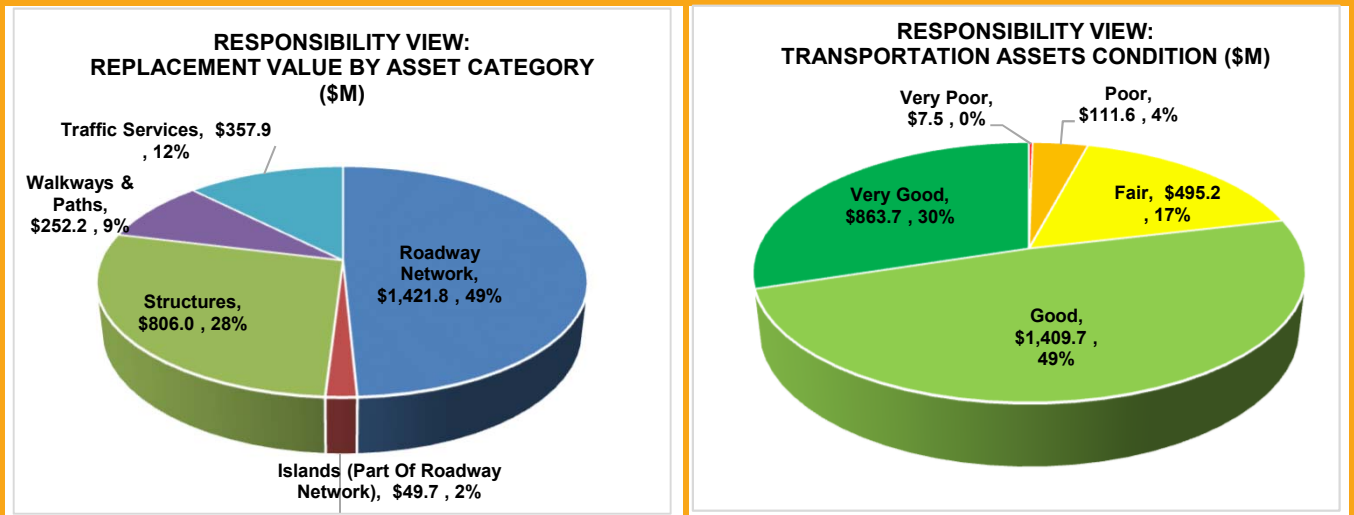 RESPONSIBILITY VIEW:
REPLACEMENT VALUE BY ASSET CATEGORY
($M)
Traffic Services, $357.9
, 12%
Walkways &
Paths,
$252.2 , 9%
Roadway
Network,
$1,421.8 , 49%
Structures,
$806.0 , 28%
Islands (Part Of Roadway
Network), $49.7 , 2%
RESPONSIBILITY VIEW:
TRANSPORTATION ASSETS CONDITION ($M)
Very Poor,
$7.5 , 0%
Poor,
$111.6 , 4%
Very Good,
$863.7 , 30%
Fair, $495.2
, 17%
Good,
$1,409.7 ,
49%